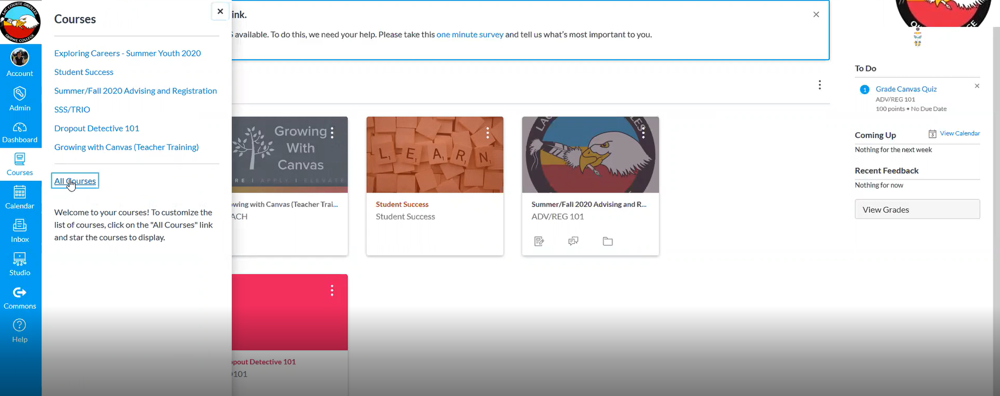 LAC COURTE OREILLES
OJIBWE COLLEGE
Account
Admin
Dashboard
Courses
Calendar
Inbox
Studio
Commons
Help
Courses
Exploring Careers - Summer Youth 2020
Student Success
Summer/Fall 2020 Advising and Registration
SSS/TRIO
Dropout Detective 101
Growing with Canvas (Teacher Training)
All Courses
Welcome to your courses! To customize the
list of courses, click on the "All Courses" link
and star the courses to display.
ink.
available. To do this, we need your help. Please take this one minute survey and tell us what's most important to you.
Growing
With
Canvas
RE | APPLY | ELEVATE
wing with Canvas (Teacher Trai...
ACH
LEARN
Student Success
Student Success
Summer/Fall 2020 Advising and R...
ADV/REG 101
opout Detective 101
101
To Do
1
Grade Canvas Quiz
ADV/REG 101
100 points • No Due Date
Coming Up
3
View Calendar
Nothing for the next week
Recent Feedback
Nothing for now
View Grades